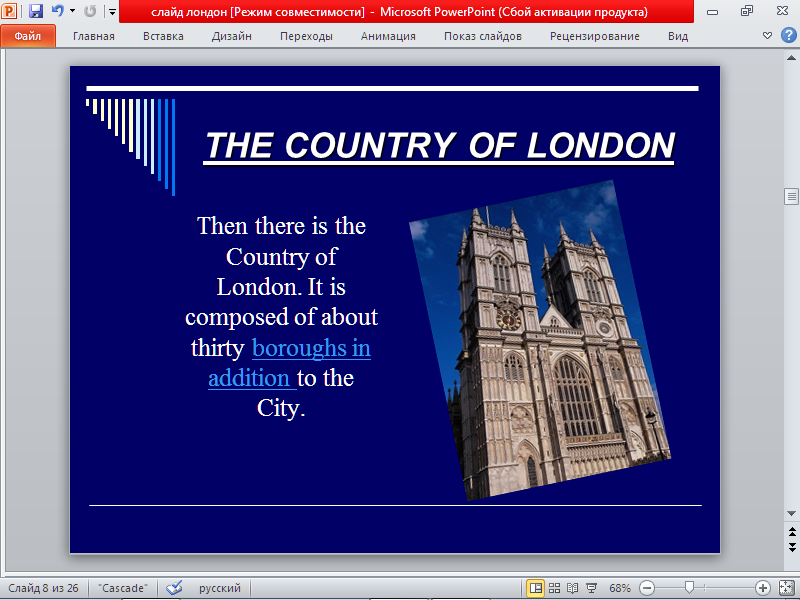 слайд лондон [Режим совместимости] - Microsoft PowerPoint (Сбой активации продукта)
Файл Главная Вставка Дизайн Переходы Анимация Показ слайдов Рецензирование Вид
THE COUNTRY OF LONDON
Then there is the
Country of
London. It is
composed of about
thirty boroughs in
addition to the
City.
Слайд 8 из 26 "Cascade" русский 68%